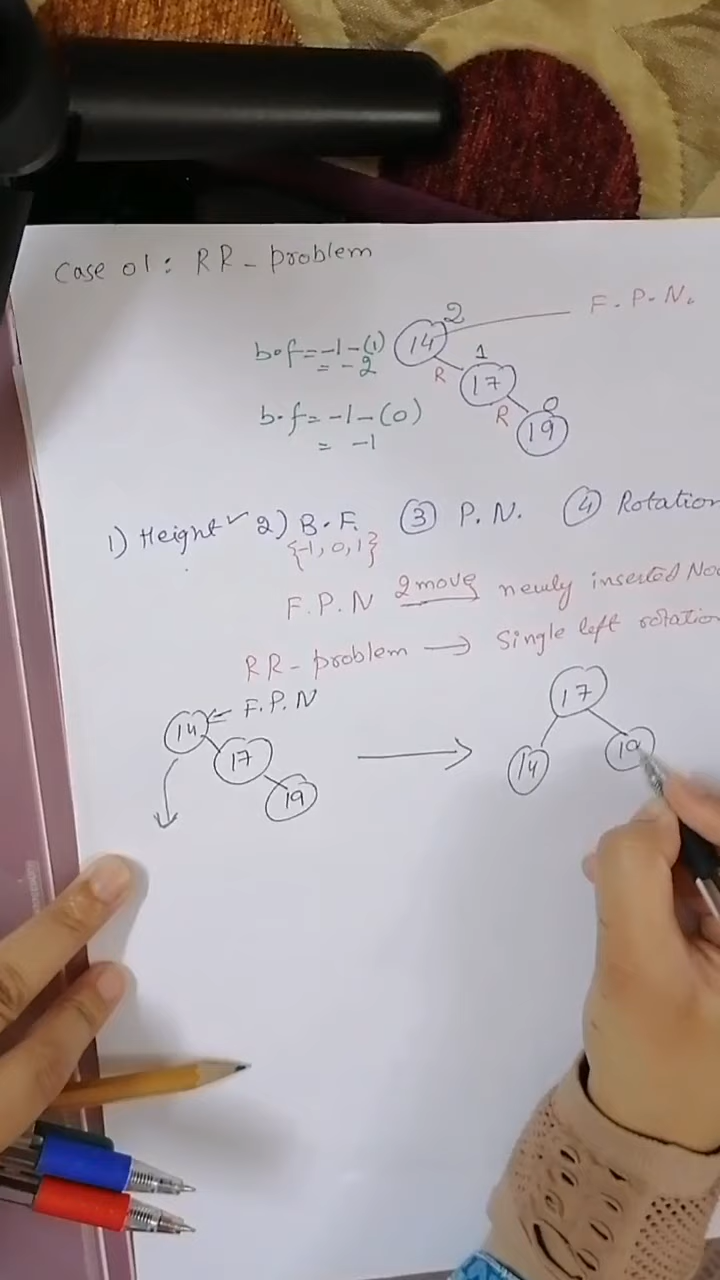 Case 01: RR - Problem
2
F.P.N.
b.f = -1 - (1)
= -2
14
1
R
17
b.f = -1 - (0)
= -1
R
0
19
1) Height ✓ 2) B.F. ③ P.N. ④ Rotation
{-1, 0, 1}
F.P.N 2move newly inserted No
RR - problem → Single left rotation
14 ← F.P.N
17
19
→
17
14
19